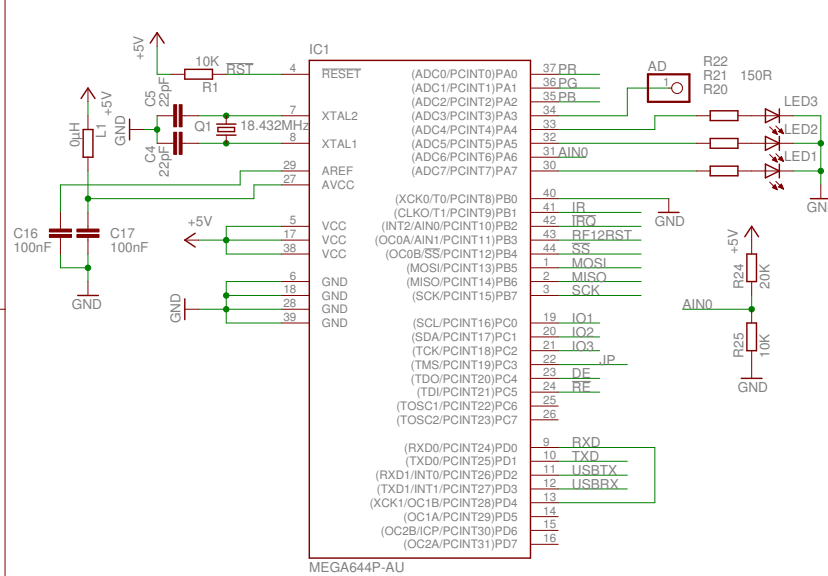 +5V
10K
RST
R1
IC1
4
RESET
7
XTAL2
8
XTAL1
29
AREF
27
AVCC
5
VCC
17
VCC
38
VCC
6
GND
18
GND
28
GND
39
GND
+5V
0µH
L1
GND
C5
22pF
C4
22pF
Q1
18.432MHz
C16
100nF
C17
100nF
GND
+5V
GND
(ADC0/PCINT0)PA0 37 PR
(ADC1/PCINT1)PA1 36 PG
(ADC2/PCINT2)PA2 35 PB
(ADC3/PCINT3)PA3 34
(ADC4/PCINT4)PA4 33
(ADC5/PCINT5)PA5 32
(ADC6/PCINT6)PA6 31 AIN0
(ADC7/PCINT7)PA7 30
(XCK0/T0/PCINT8)PB0 40
(CLKO/T1/PCINT9)PB1 41 IR
(INT2/AIN0/PCINT10)PB2 42 IRQ
(OC0A/AIN1/PCINT11)PB3 43 RF12RST
(OC0B/SS/PCINT12)PB4 44 SS
(MOSI/PCINT13)PB5 1 MOSI
(MISO/PCINT14)PB6 2 MISO
(SCK/PCINT15)PB7 3 SCK
(SCL/PCINT16)PC0 19 IO1
(SDA/PCINT17)PC1 20 IO2
(TCK/PCINT18)PC2 21 IO3
(TMS/PCINT19)PC3 22 JP
(TDO/PCINT20)PC4 23 DE
(TDI/PCINT21)PC5 24 RE
(TOSC1/PCINT22)PC6 25
(TOSC2/PCINT23)PC7 26
(RXD0/PCINT24)PD0 9 RXD
(TXD0/PCINT25)PD1 10 TXD
(RXD1/INT0/PCINT26)PD2 11 USBTX
(TXD1/INT1/PCINT27)PD3 12 USBRX
(XCK1/OC1B/PCINT28)PD4 13
(OC1A/PCINT29)PD5 14
(OC2B/ICP/PCINT30)PD6 15
(OC2A/PCINT31)PD7 16
MEGA644P-AU
AD
1
R22
R21 150R
R20
LED3
LED2
LED1
GN
GND
+5V
R24
20K
AIN0
R25
10K
GND